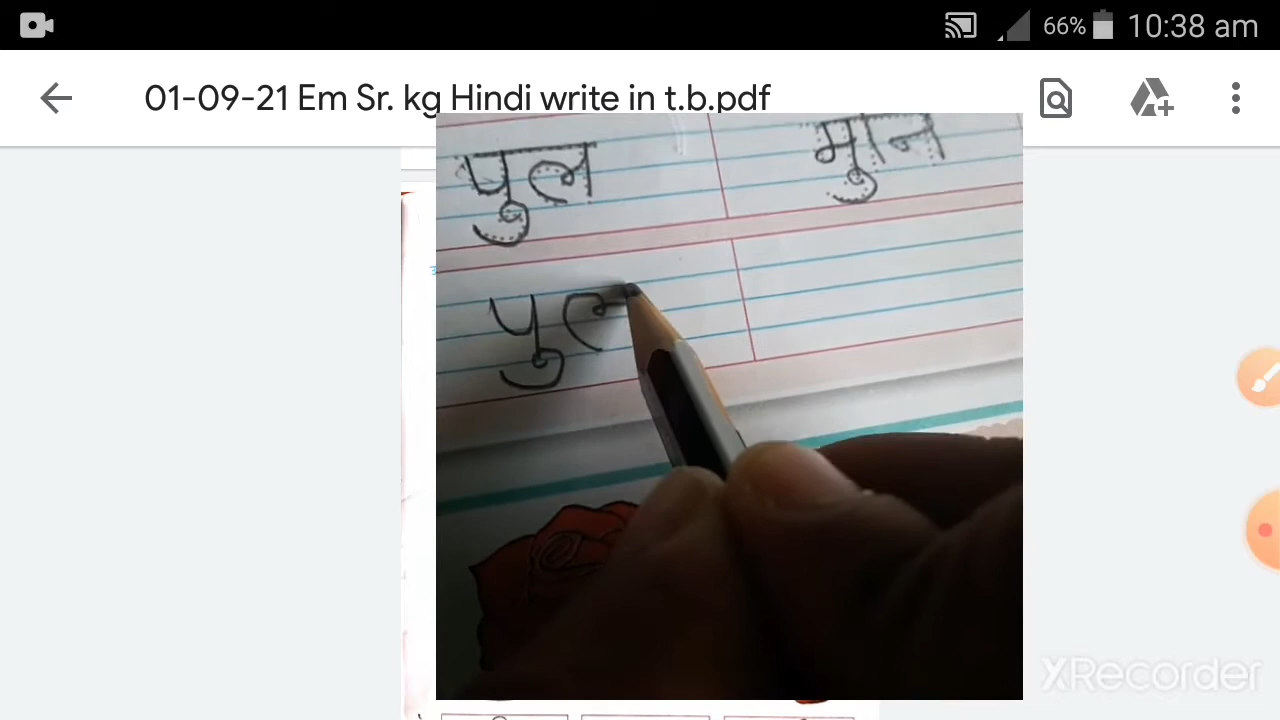 66% 10:38 am
01-09-21 Em Sr. kg Hindi write in t.b.pdf
पुल मुान
पुल
XRecorder